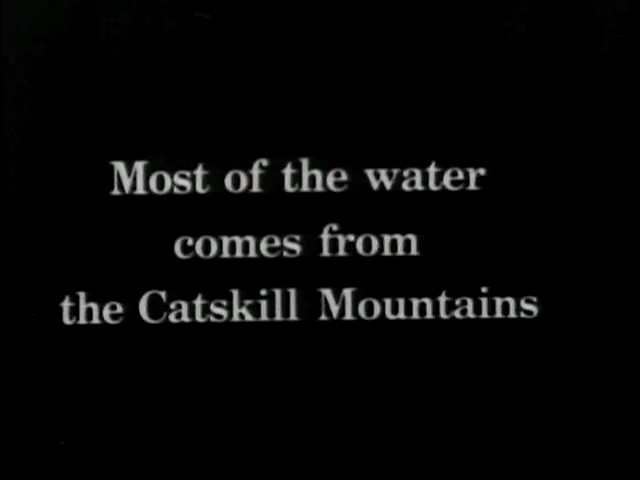 Most of the water
comes from
the Catskill Mountains